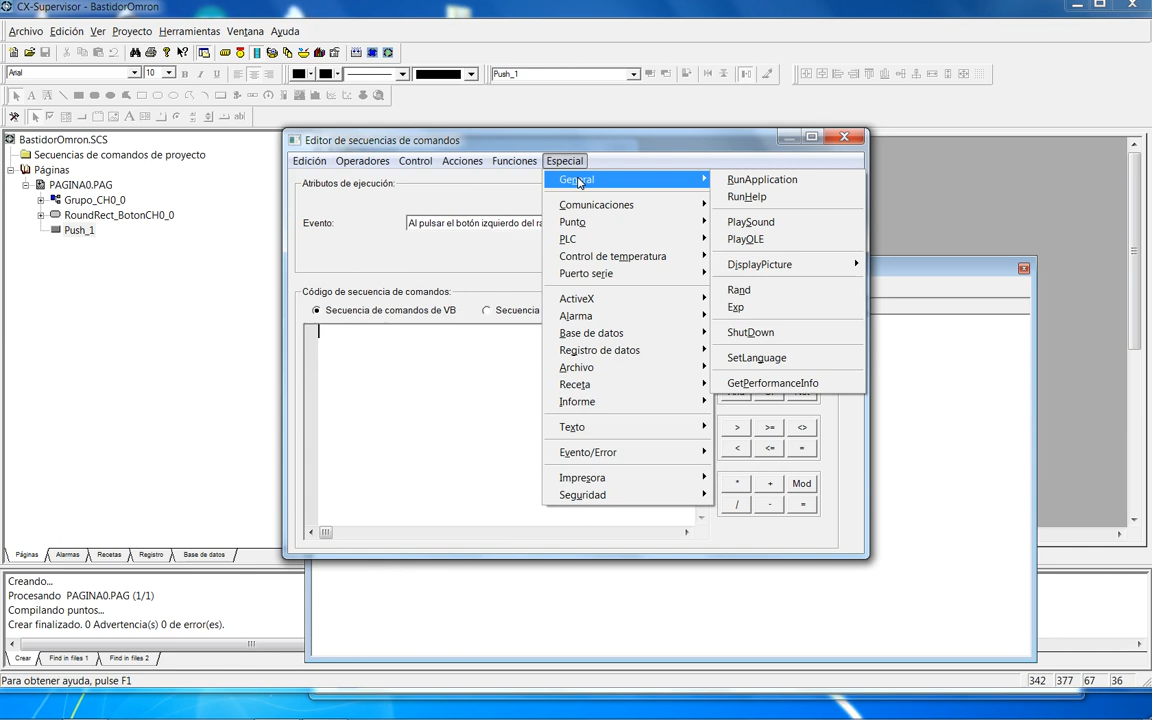 CX-Supervisor - BastidorOmron
Archivo Edición Ver Proyecto Herramientas Ventana Ayuda
Arial 10 Push_1
BastidorOmron.SCS
Secuencias de comandos de proyecto
Páginas
PAGINA0.PAG
Grupo_CH0_0
RoundRect_BotonCH0_0
Push_1
Páginas Alarmas Recetas Registro Base de datos
Editor de secuencias de comandos
Edición Operadores Control Acciones Funciones Especial
Atributos de ejecución:
Evento: Al pulsar el botón izquierdo del ra
Código de secuencia de comandos:
Secuencia de comandos de VB Secuencia
General
Comunicaciones
Punto
PLC
Control de temperatura
Puerto serie
ActiveX
Alarma
Base de datos
Registro de datos
Archivo
Receta
Informe
Texto
Evento/Error
Impresora
Seguridad
RunApplication
RunHelp
PlaySound
PlayOLE
DisplayPicture
Rand
Exp
ShutDown
SetLanguage
GetPerformanceInfo
> >= <>
< <= =
* + Mod
/ - =
Creando...
Procesando PAGINA0.PAG (1/1)
Compilando puntos...
Crear finalizado. 0 Advertencia(s) 0 de error(es).
Crear Find in files 1 Find in files 2
Para obtener ayuda, pulse F1 342 377 67 36